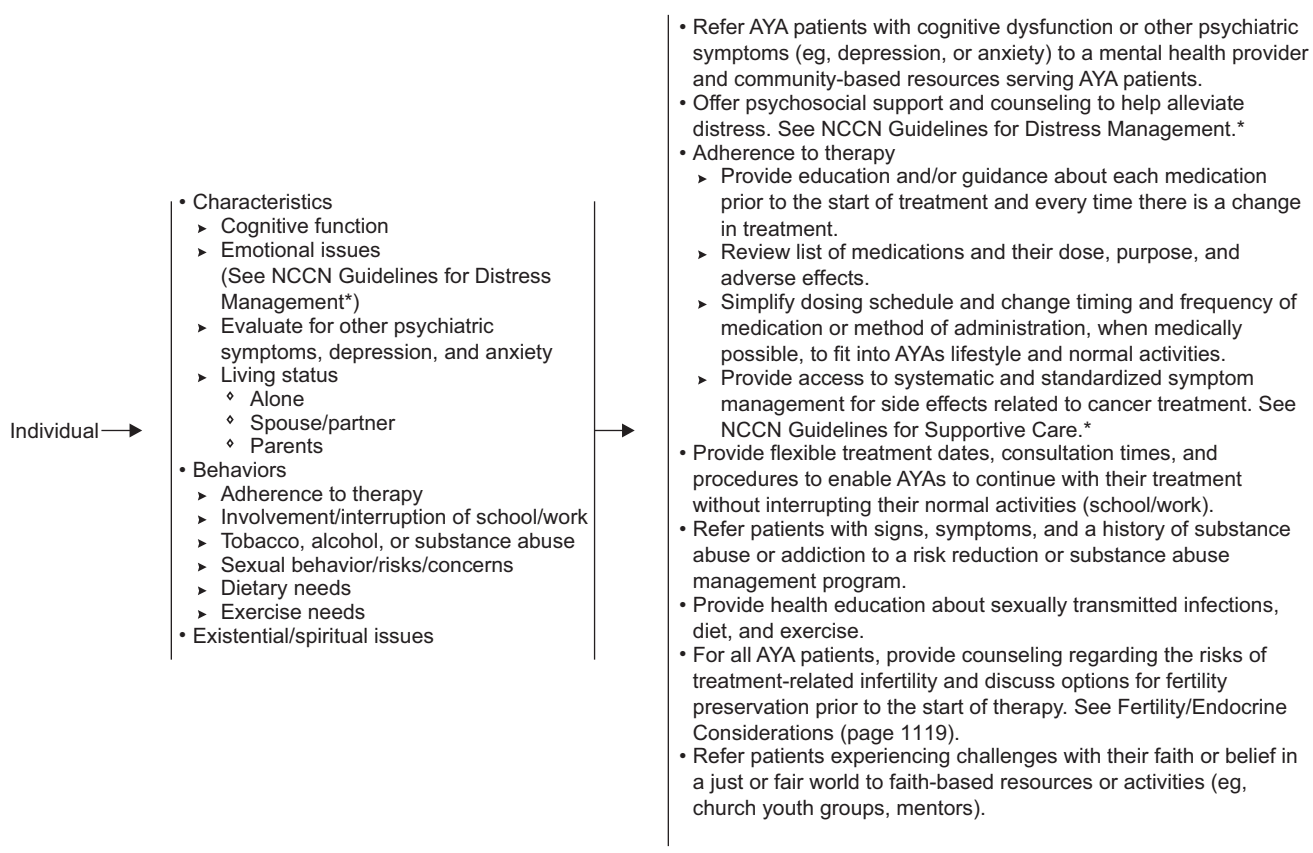 Individual
• Characteristics
➤ Cognitive function
➤ Emotional issues
(See NCCN Guidelines for Distress
Management*)
➤ Evaluate for other psychiatric
symptoms, depression, and anxiety
➤ Living status
◊ Alone
◊ Spouse/partner
◊ Parents
• Behaviors
➤ Adherence to therapy
➤ Involvement/interruption of school/work
➤ Tobacco, alcohol, or substance abuse
➤ Sexual behavior/risks/concerns
➤ Dietary needs
➤ Exercise needs
• Existential/spiritual issues
• Refer AYA patients with cognitive dysfunction or other psychiatric
symptoms (eg, depression, or anxiety) to a mental health provider
and community-based resources serving AYA patients.
• Offer psychosocial support and counseling to help alleviate
distress. See NCCN Guidelines for Distress Management.*
• Adherence to therapy
➤ Provide education and/or guidance about each medication
prior to the start of treatment and every time there is a change
in treatment.
➤ Review list of medications and their dose, purpose, and
adverse effects.
➤ Simplify dosing schedule and change timing and frequency of
medication or method of administration, when medically
possible, to fit into AYAs lifestyle and normal activities.
➤ Provide access to systematic and standardized symptom
management for side effects related to cancer treatment. See
NCCN Guidelines for Supportive Care.*
• Provide flexible treatment dates, consultation times, and
procedures to enable AYAs to continue with their treatment
without interrupting their normal activities (school/work).
• Refer patients with signs, symptoms, and a history of substance
abuse or addiction to a risk reduction or substance abuse
management program.
• Provide health education about sexually transmitted infections,
diet, and exercise.
• For all AYA patients, provide counseling regarding the risks of
treatment-related infertility and discuss options for fertility
preservation prior to the start of therapy. See Fertility/Endocrine
Considerations (page 1119).
• Refer patients experiencing challenges with their faith or belief in
a just or fair world to faith-based resources or activities (eg,
church youth groups, mentors).